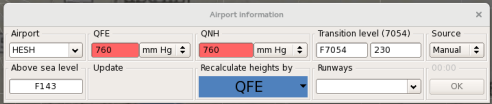 Airport information
Airport QFE QNH Transition level (7054) Source
HESH 760 mm Hg 760 mm Hg F7054 230 Manual
Above sea level Update Recalculate heights by Runways 00 00
F143 QFE OK